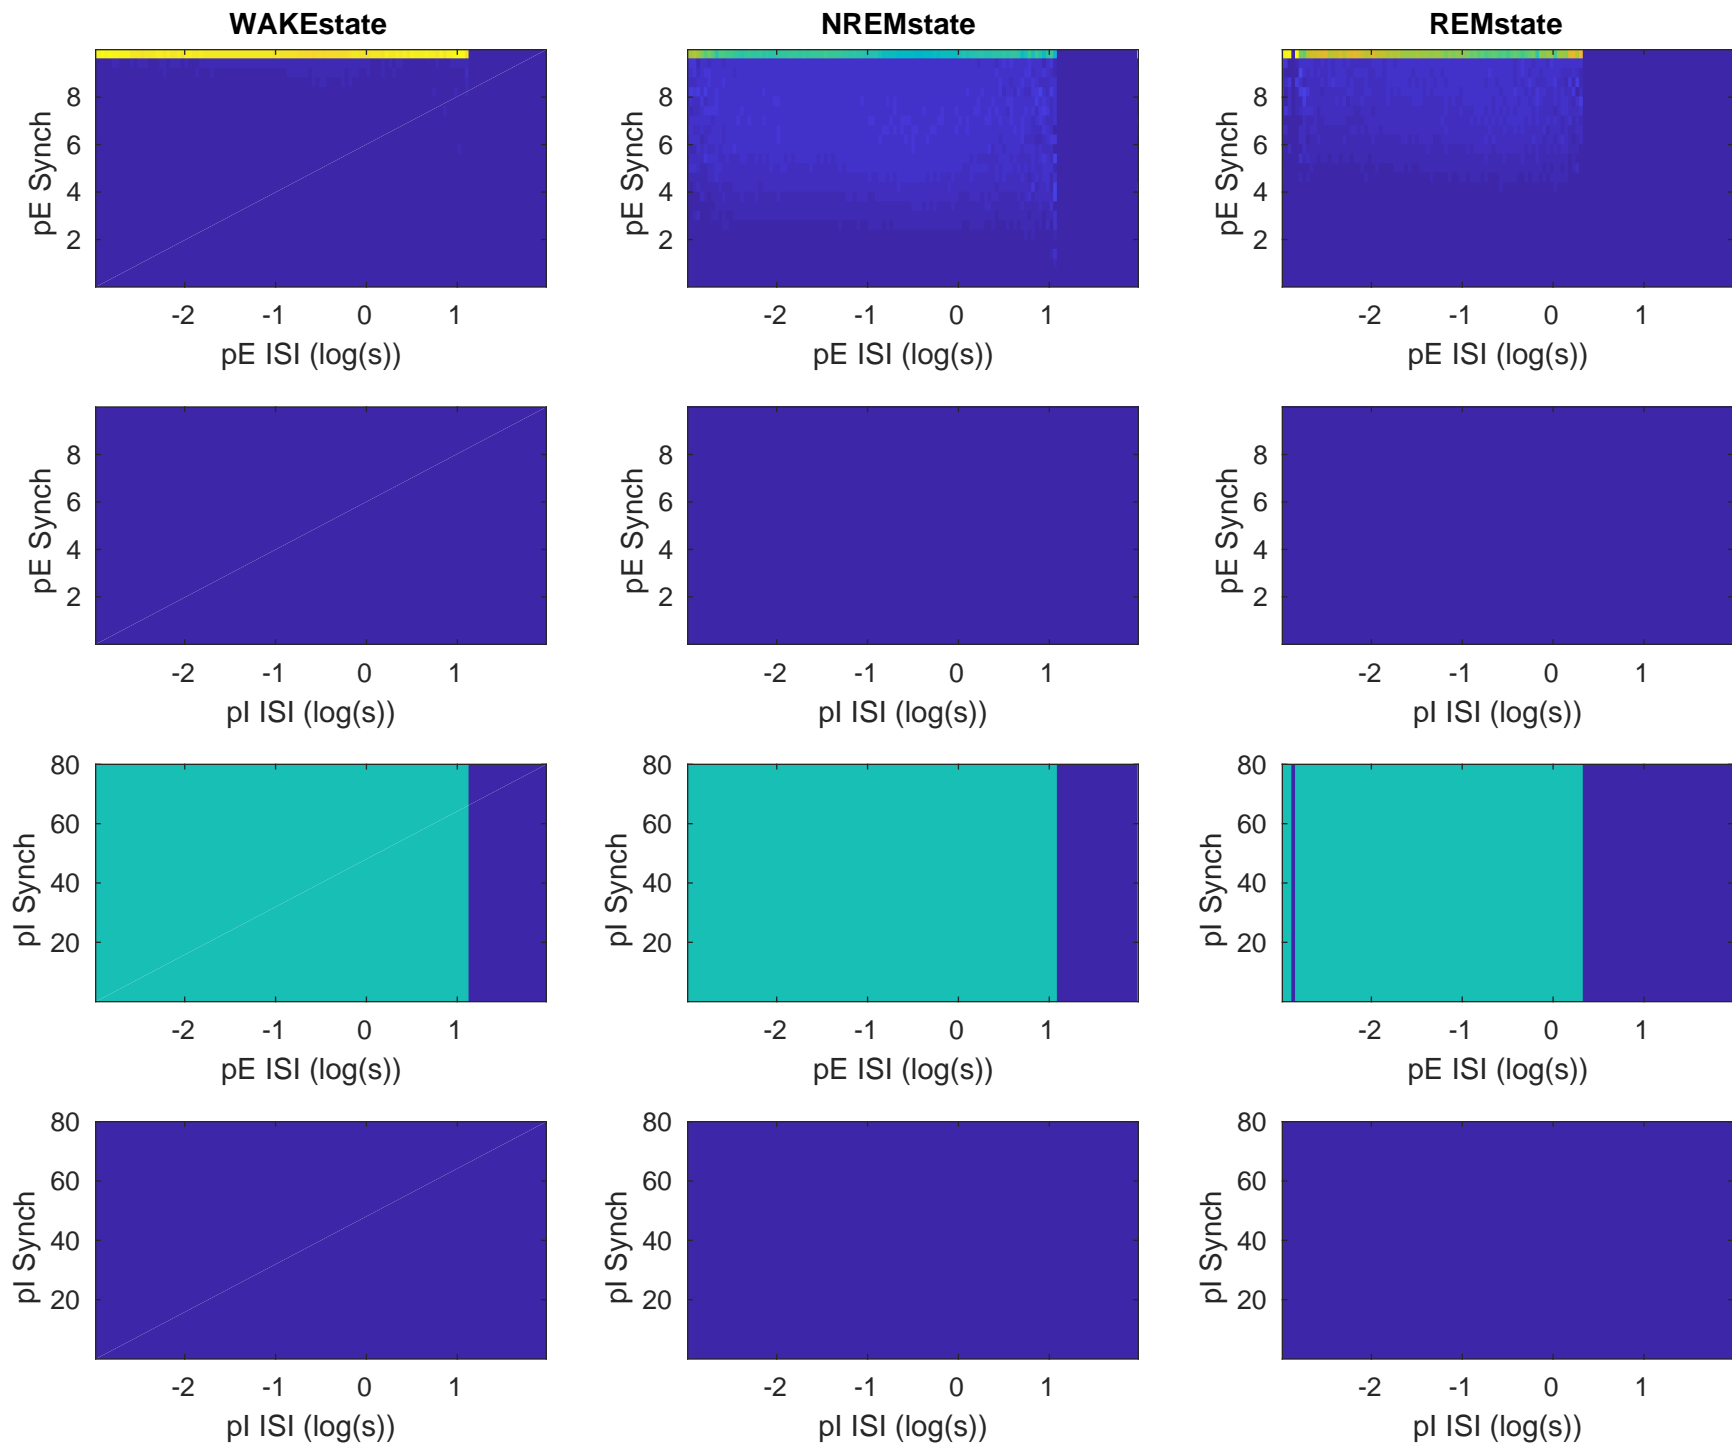 WAKEstate NREMstate REMstate
8 8 8
6 6 6
4 4 4
2 2 2
pE Synch pE Synch pE Synch
-2 -1 0 1 -2 -1 0 1 -2 -1 0 1
pE ISI (log(s)) pE ISI (log(s)) pE ISI (log(s))
8 8 8
6 6 6
4 4 4
2 2 2
pE Synch pE Synch pE Synch
-2 -1 0 1 -2 -1 0 1 -2 -1 0 1
pI ISI (log(s)) pI ISI (log(s)) pI ISI (log(s))
80 80 80
60 60 60
40 40 40
20 20 20
pI Synch pI Synch pI Synch
-2 -1 0 1 -2 -1 0 1 -2 -1 0 1
pE ISI (log(s)) pE ISI (log(s)) pE ISI (log(s))
80 80 80
60 60 60
40 40 40
20 20 20
pI Synch pI Synch pI Synch
-2 -1 0 1 -2 -1 0 1 -2 -1 0 1
pI ISI (log(s)) pI ISI (log(s)) pI ISI (log(s))